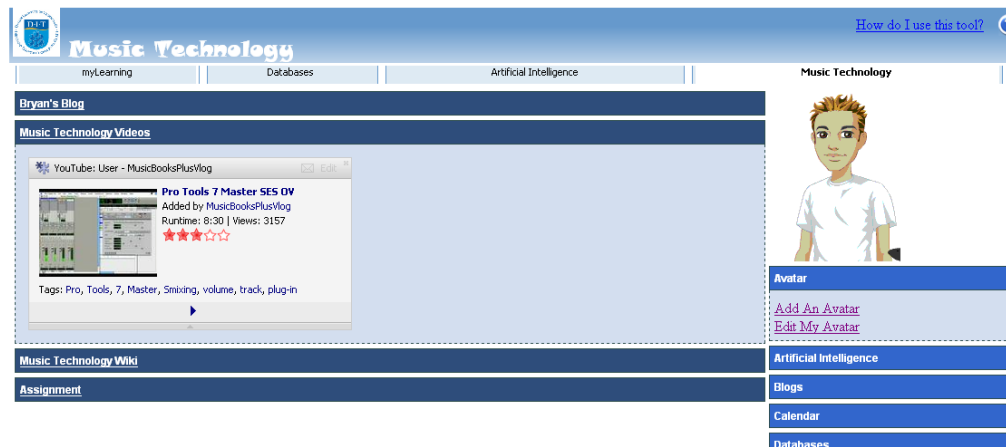 How do I use this tool?
D·I·T
Music Technology
myLearning Databases Artificial Intelligence Music Technology
Bryan's Blog
Music Technology Videos
YouTube: User - MusicBooksPlusVlog Edit
Pro Tools 7 Master SES OV
Added by MusicBooksPlusVlog
Runtime: 8:30 | Views: 3157
Tags: Pro, Tools, 7, Master, Smixing, volume, track, plug-in
Music Technology Wiki
Assignment
Avatar
Add An Avatar
Edit My Avatar
Artificial Intelligence
Blogs
Calendar
Databases